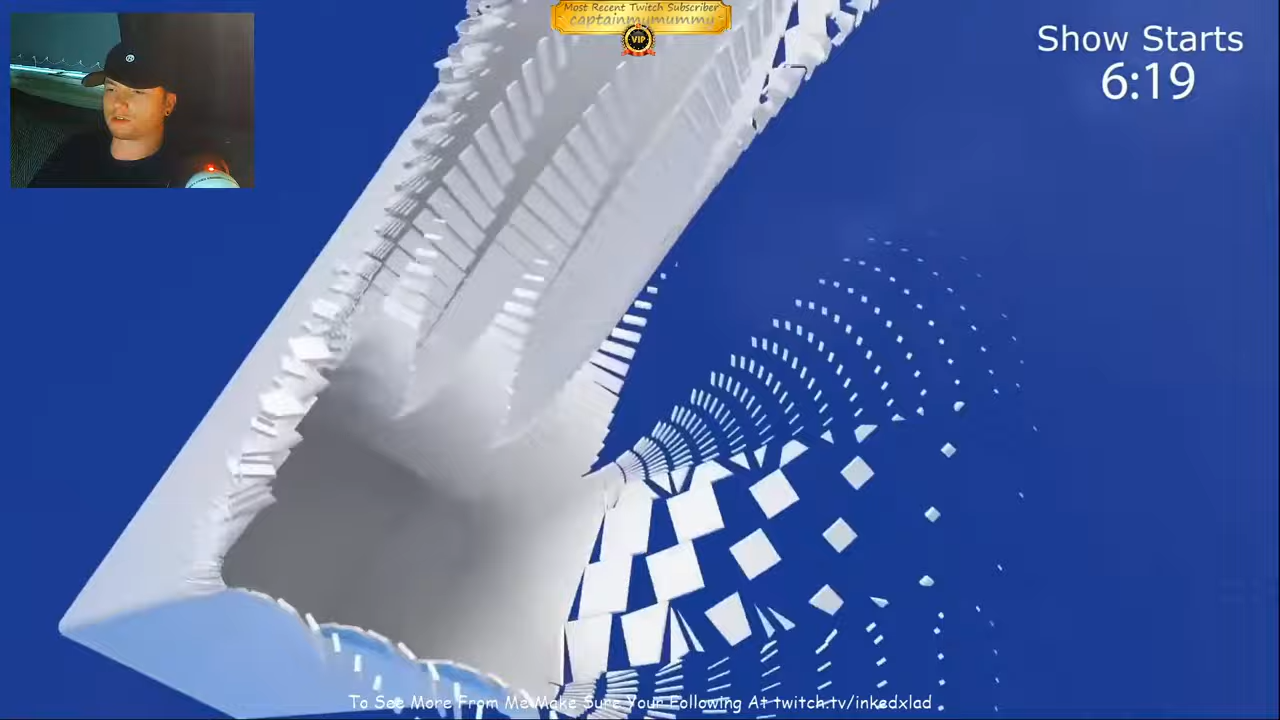 Most Recent Twitch Subscriber
captainmymummy
VIP
Show Starts
6:19
To See More From Me Make Sure Your Following At twitch.tv/inkedxlad